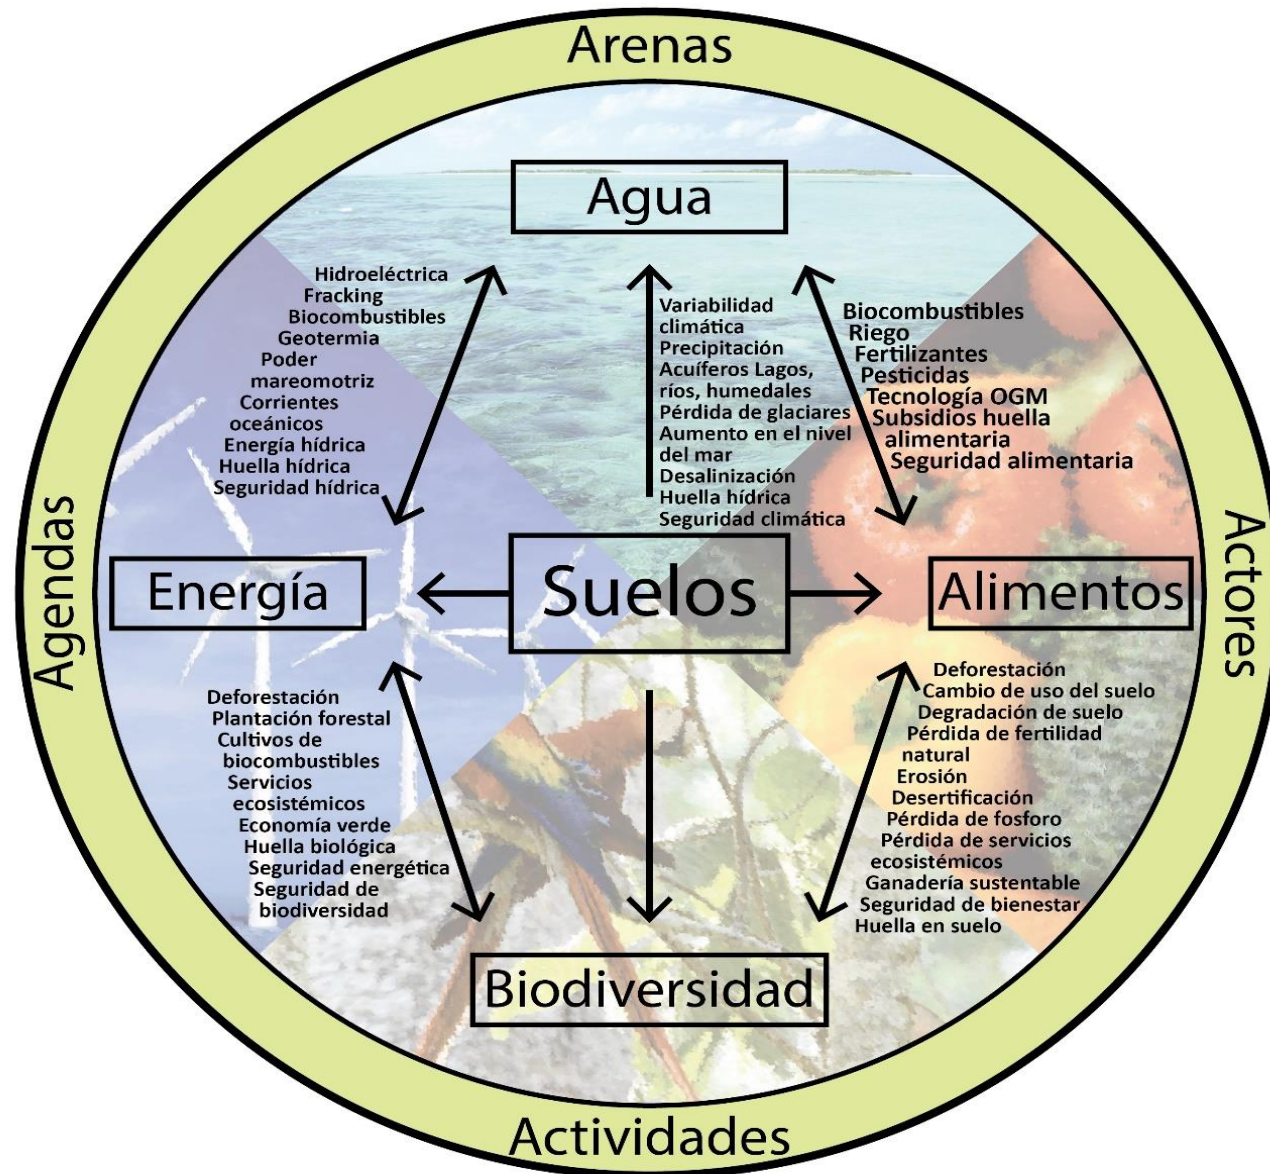 Arenas
Agua
Hidroeléctrica
Fracking
Biocombustibles
Geotermia
Poder
mareomotriz
Corrientes
oceánicos
Energía hídrica
Huella hídrica
Seguridad hídrica
Variabilidad
climática
Precipitación
Acuíferos Lagos,
ríos, humedales
Pérdida de glaciares
Aumento en el nivel
del mar
Desalinización
Huella hídrica
Seguridad climática
Biocombustibles
Riego
Fertilizantes
Pesticidas
Tecnología OGM
Subsidios huella
alimentaria
Seguridad alimentaria
Agendas
Energía
Suelos
Alimentos
Actores
Deforestación
Plantación forestal
Cultivos de
biocombustibles
Servicios
ecosistémicos
Economía verde
Huella biológica
Seguridad energética
Seguridad de
biodiversidad
Deforestación
Cambio de uso del suelo
Degradación de suelo
Pérdida de fertilidad
natural
Erosión
Desertificación
Pérdida de fosforo
Pérdida de servicios
ecosistémicos
Ganadería sustentable
Seguridad de bienestar
Huella en suelo
Biodiversidad
Actividades